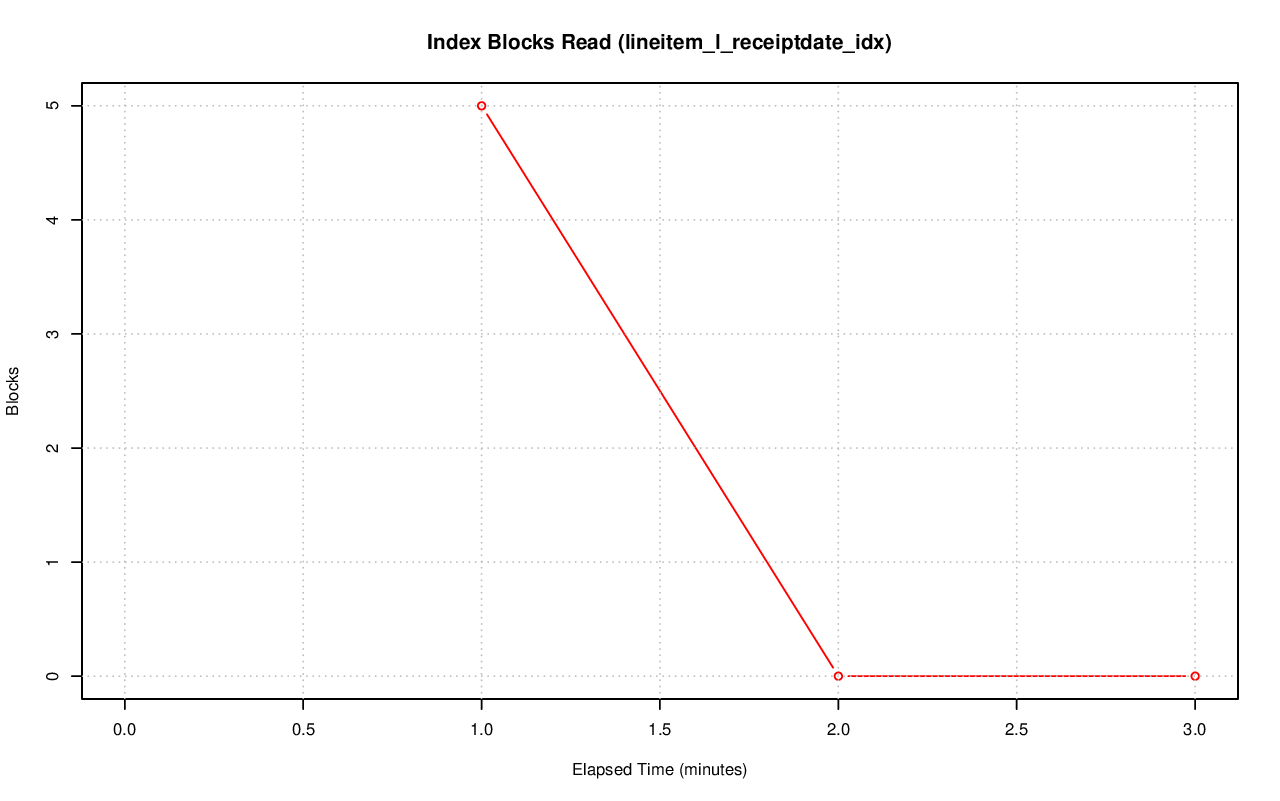 Index Blocks Read (lineitem_l_receiptdate_idx)
5
4
3
2
1
0
Blocks
0.0 0.5 1.0 1.5 2.0 2.5 3.0
Elapsed Time (minutes)